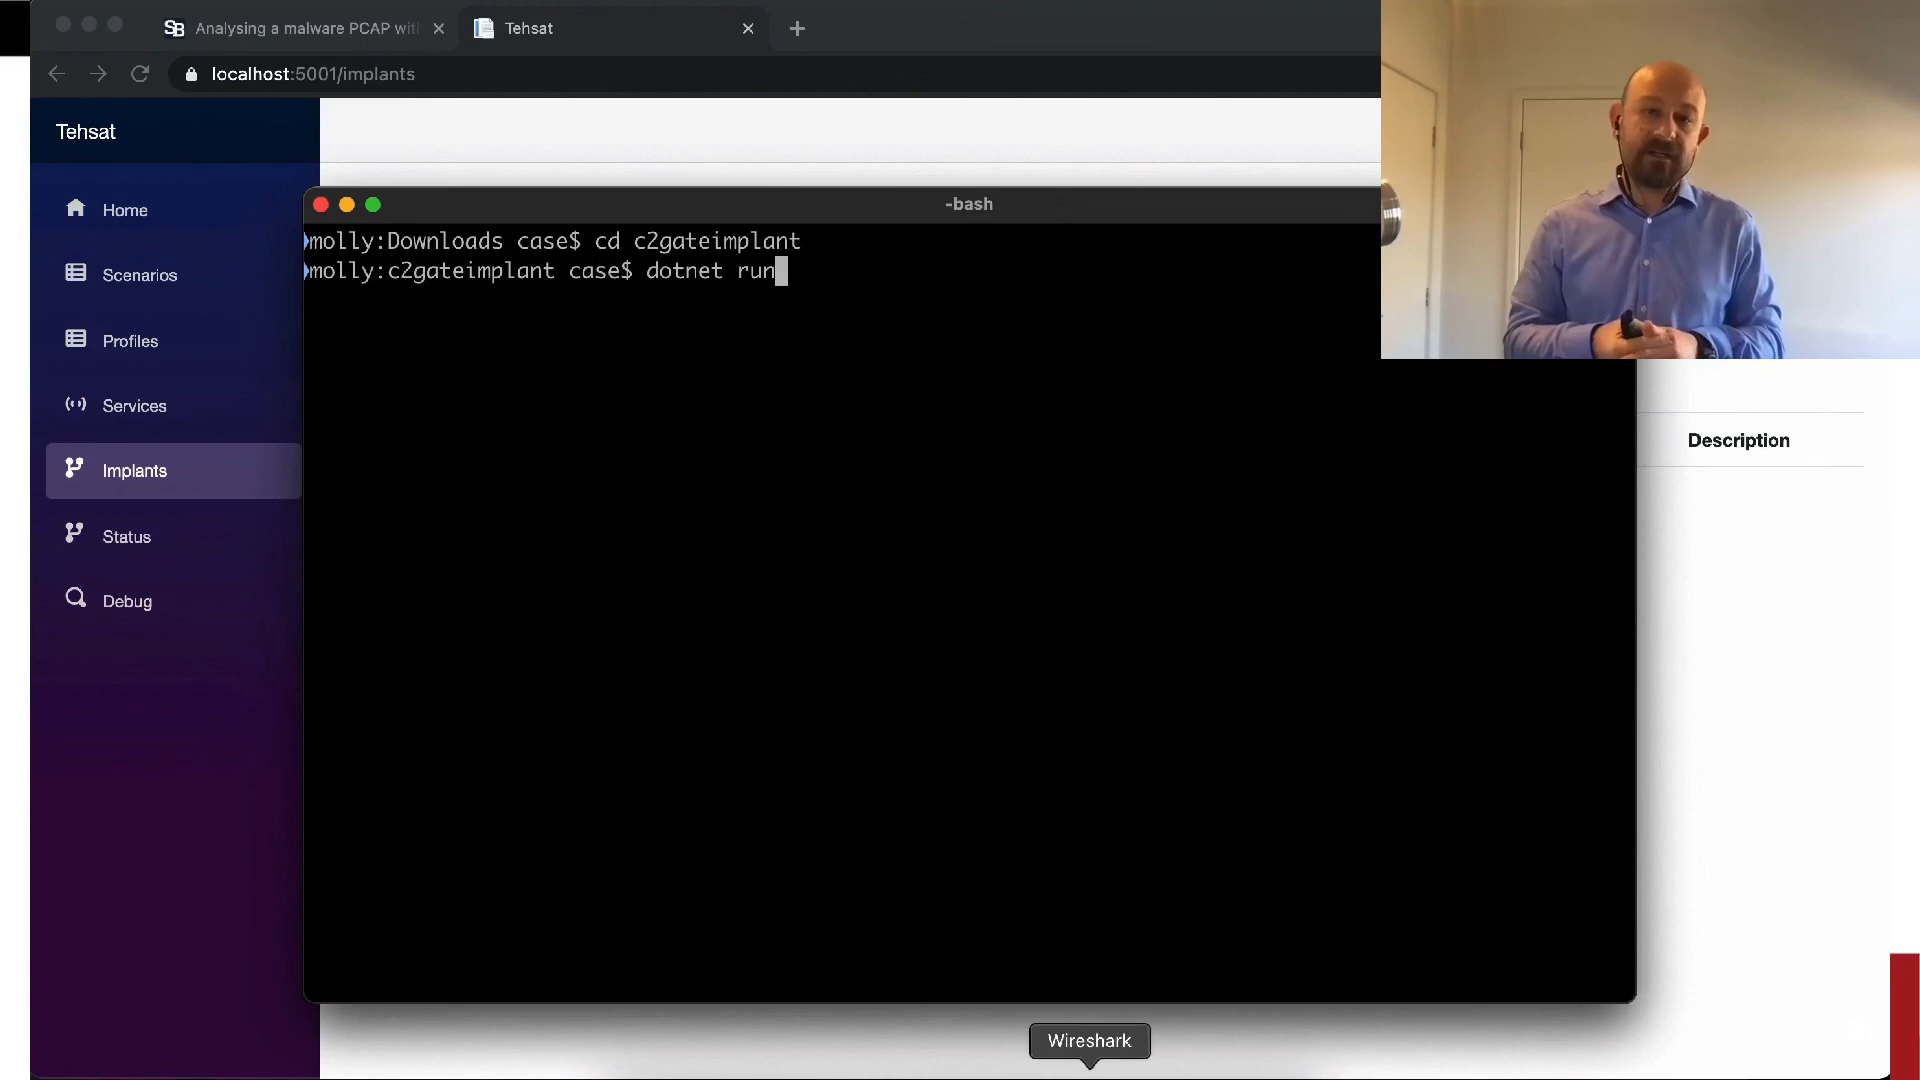 Analysing a malware PCAP with
Tehsat
localhost:5001/implants
Tehsat
Home
Scenarios
Profiles
Services
Implants
Status
Debug
-bash
molly:Downloads case$ cd c2gateimplant
molly:c2gateimplant case$ dotnet run
Description
Wireshark